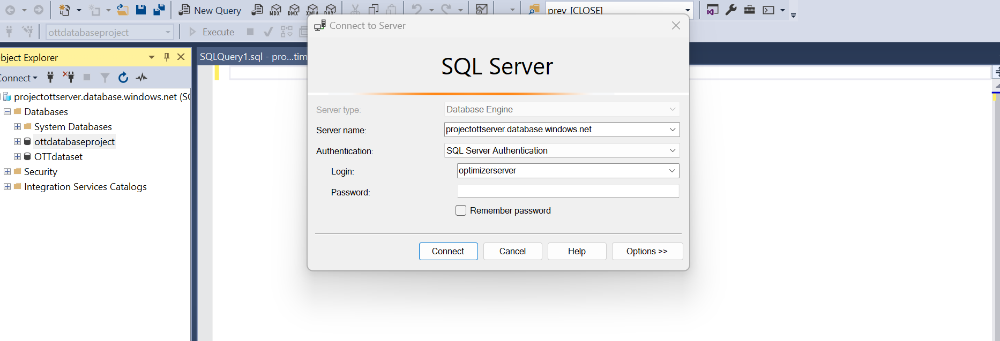 New Query
MDX
DMX
XMLA
DAX
prev [CLOSE]
ottdatabaseproject
Execute
Connect to Server
bject Explorer
SQLQuery1.sql - pro...tim
SQL Server
onnect
projectottserver.database.windows.net (SQ
Databases
System Databases
ottdatabaseproject
OTTdataset
Security
Integration Services Catalogs
Server type:
Database Engine
Server name:
projectottserver.database.windows.net
Authentication:
SQL Server Authentication
Login:
optimizerserver
Password:
Remember password
Connect
Cancel
Help
Options >>